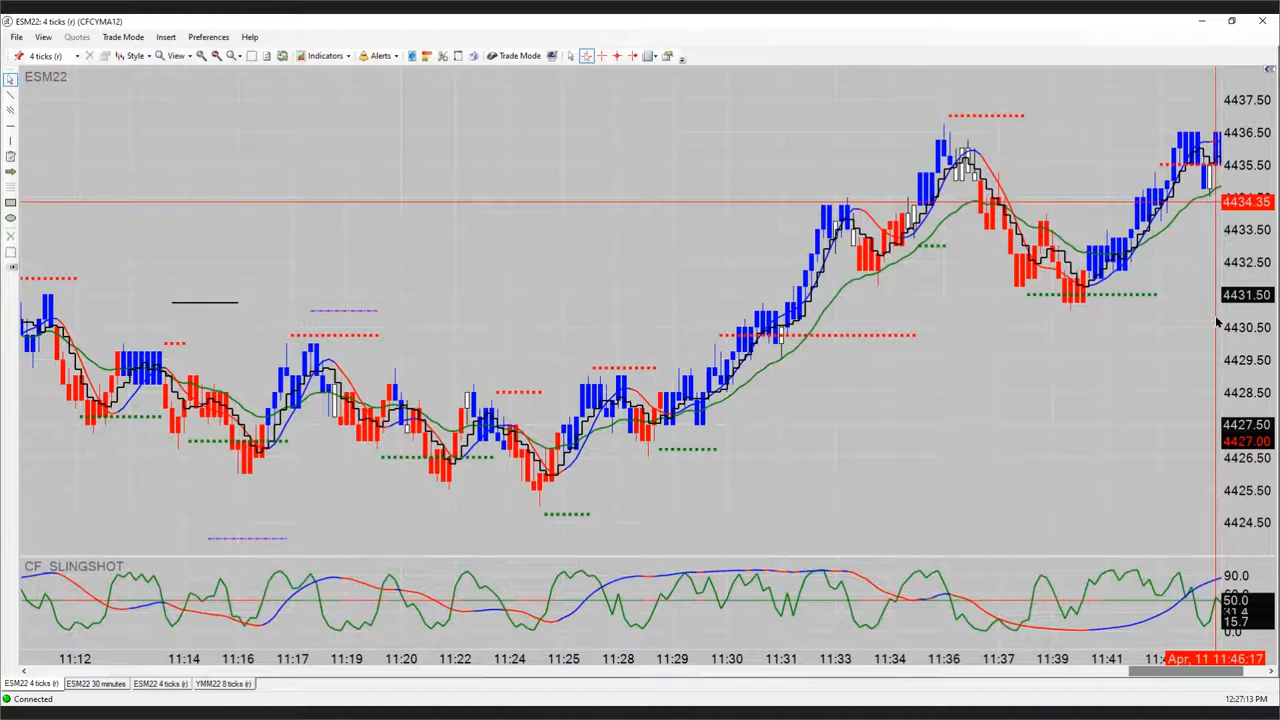 ESM22: 4 ticks (r) (CFCYMA12)
File View Quotes Trade Mode Insert Preferences Help
4 ticks (r) Style View Indicators Alerts Trade Mode
ESM22
4437.50
4436.50
4435.50
4434.35
4433.50
4432.50
4431.50
4430.50
4429.50
4428.50
4427.50
4427.00
4426.50
4425.50
4424.50
CF_SLINGSHOT
90.0
50.0
31.4
15.7
0.0
11:12 11:14 11:16 11:17 11:19 11:20 11:22 11:24 11:25 11:28 11:29 11:30 11:31 11:33 11:34 11:36 11:37 11:39 11:41 Apr, 11 11:46:17
ESM22 4 ticks (r) ESM22 30 minutes ESM22 4 ticks (r) YMM22 8 ticks (r)
Connected 12:27:13 PM